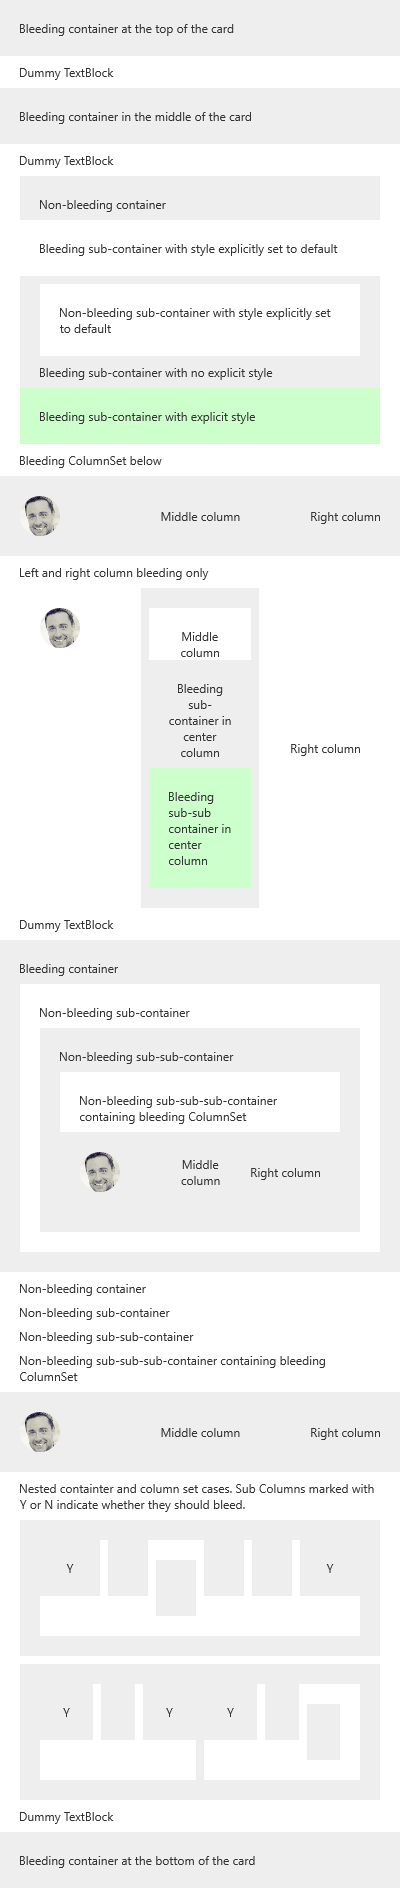 Bleeding container at the top of the card
Dummy TextBlock
Bleeding container in the middle of the card
Dummy TextBlock
Non-bleeding container
Bleeding sub-container with style explicitly set to default
Non-bleeding sub-container with style explicitly set
to default
Bleeding sub-container with no explicit style
Bleeding sub-container with explicit style
Bleeding ColumnSet below
Middle column
Right column
Left and right column bleeding only
Middle
column
Bleeding
sub-
container in
center
column
Right column
Bleeding
sub-sub
container in
center
column
Dummy TextBlock
Bleeding container
Non-bleeding sub-container
Non-bleeding sub-sub-container
Non-bleeding sub-sub-sub-container
containing bleeding ColumnSet
Middle
column
Right column
Non-bleeding container
Non-bleeding sub-container
Non-bleeding sub-sub-container
Non-bleeding sub-sub-sub-container containing bleeding
ColumnSet
Middle column
Right column
Nested containter and column set cases. Sub Columns marked with
Y or N indicate whether they should bleed.
Y
Y
Y
Y
Y
Dummy TextBlock
Bleeding container at the bottom of the card